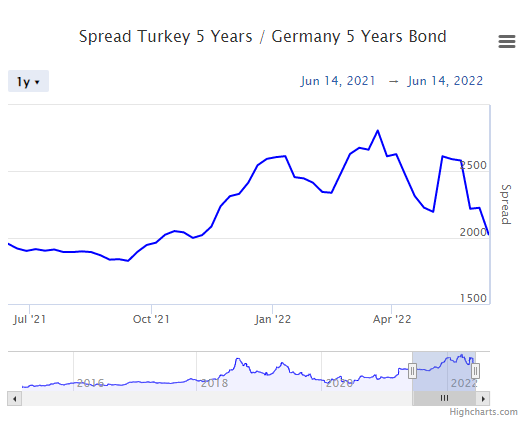 Spread Turkey 5 Years / Germany 5 Years Bond
1y ▾
Jun 14, 2021 → Jun 14, 2022
2500
2000
1500
Spread
Jul '21 Oct '21 Jan '22 Apr '22
2016 2018 2020 2022
Highcharts.com